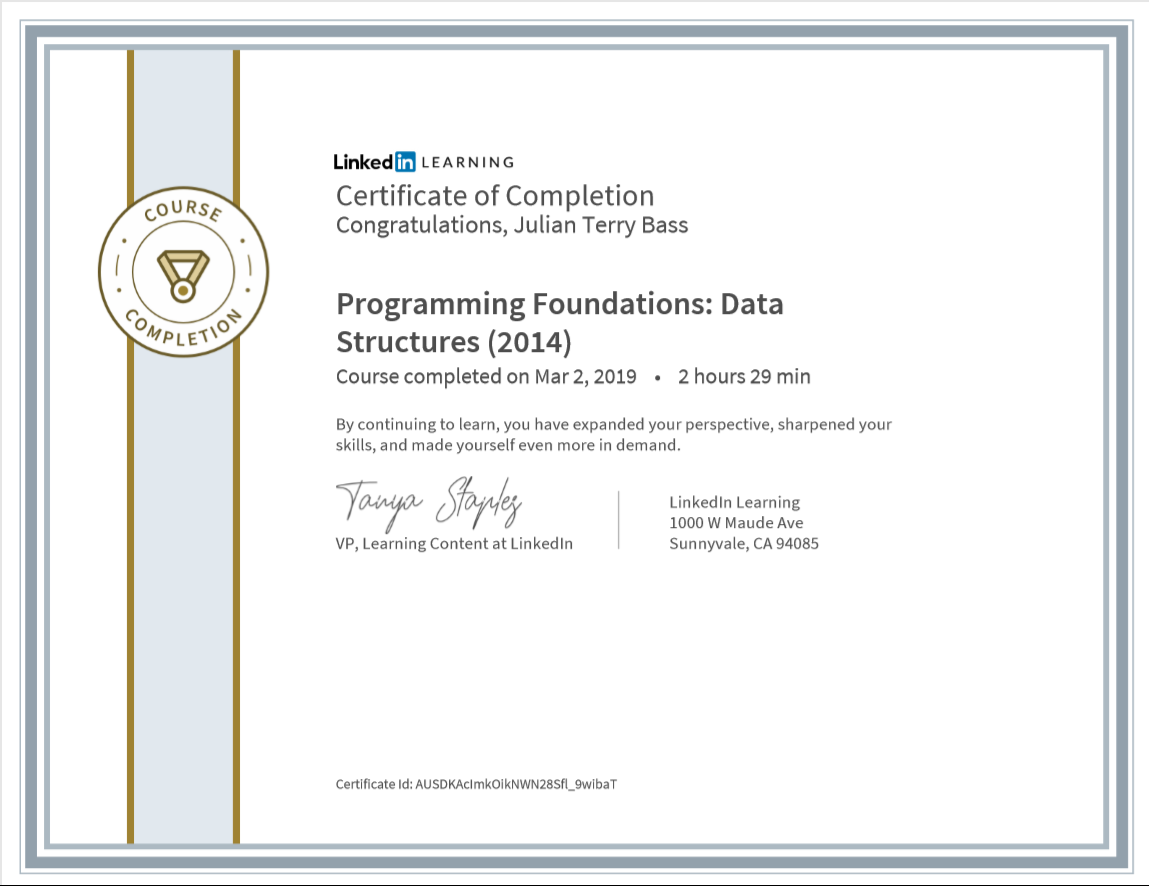 COURSE
COMPLETION
Linked in LEARNING
Certificate of Completion
Congratulations, Julian Terry Bass
Programming Foundations: Data
Structures (2014)
Course completed on Mar 2, 2019 • 2 hours 29 min
By continuing to learn, you have expanded your perspective, sharpened your
skills, and made yourself even more in demand.
Tanya Staples
VP, Learning Content at LinkedIn
LinkedIn Learning
1000 W Maude Ave
Sunnyvale, CA 94085
Certificate Id: AUSDKAcImkOikNWN28Sfl_9wibaT